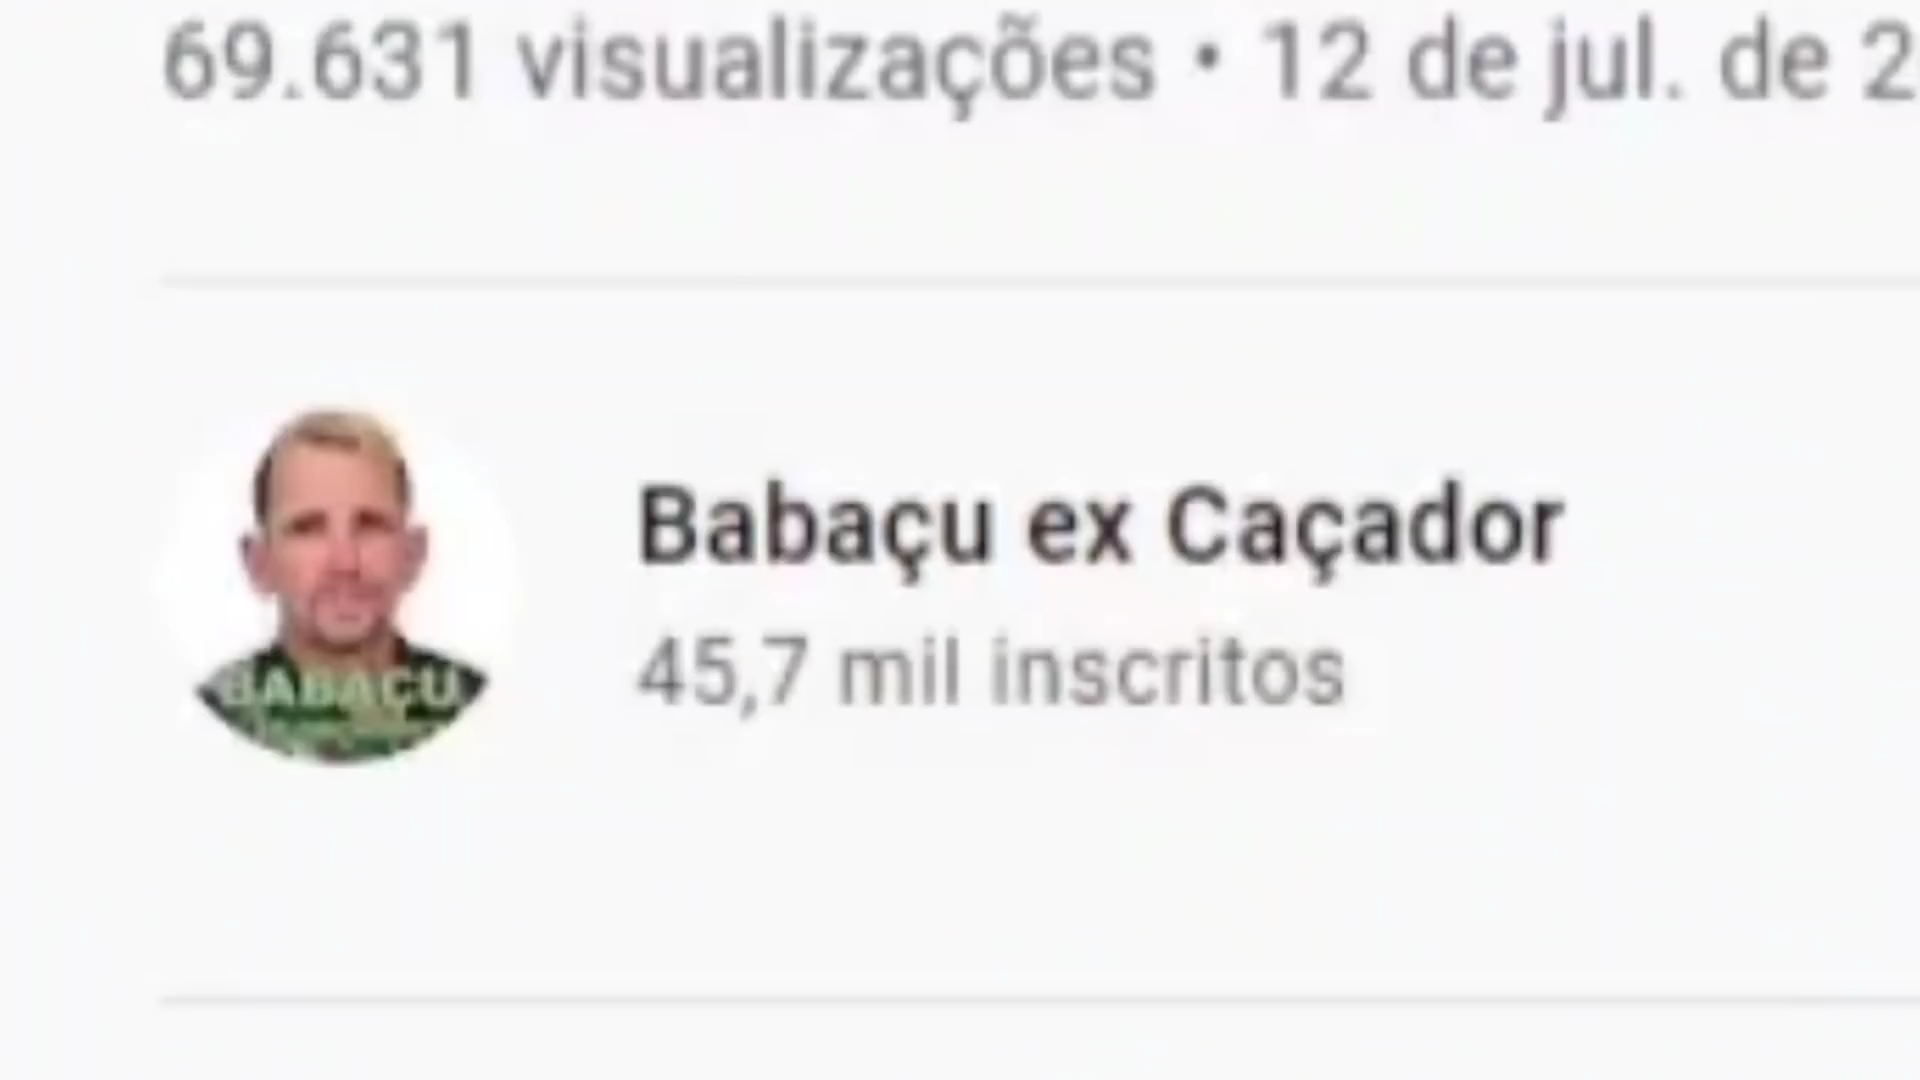 69.631 visualizações • 12 de jul. de 2
Babaçu ex Caçador
45,7 mil inscritos
BABAÇU